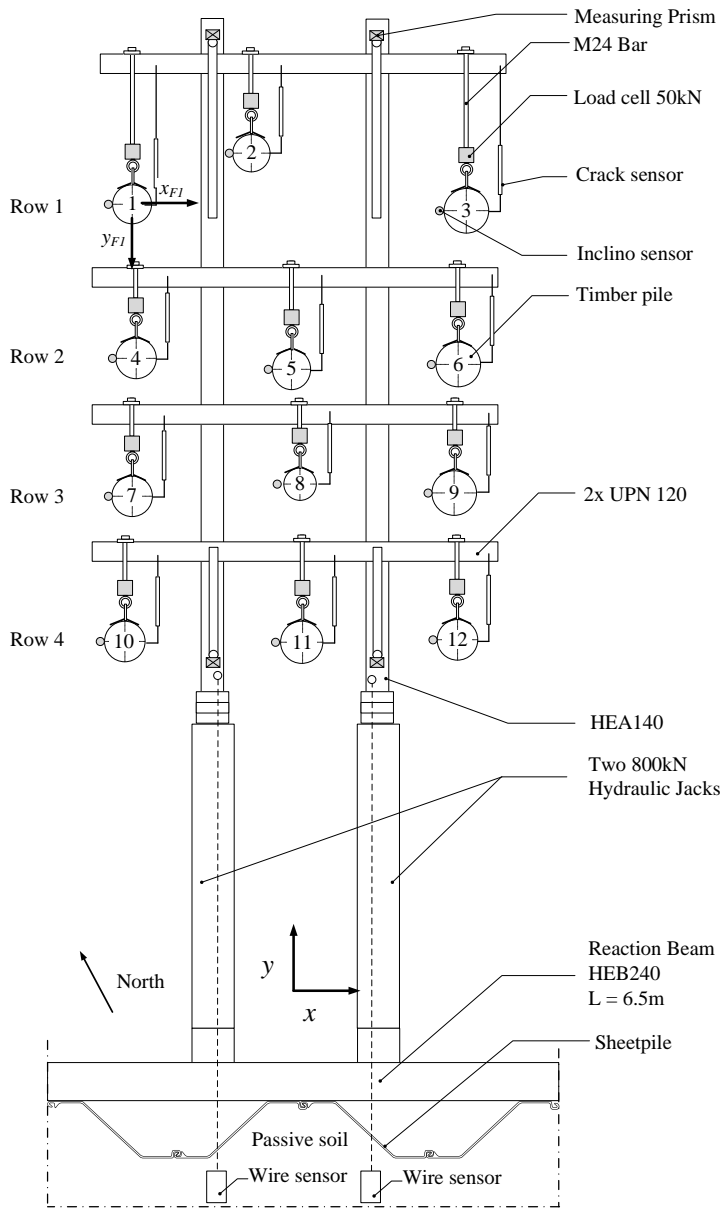 Measuring Prism
M24 Bar
Load cell 50kN
2
Crack sensor
Row 1
1
xF1
3
yF1
Inclino sensor
Timber pile
Row 2
4
5
6
Row 3
7
8
9
2x UPN 120
Row 4
10
11
12
HEA140
Two 800kN
Hydraulic Jacks
North
y
x
Reaction Beam
HEB240
L = 6.5m
Sheetpile
Passive soil
Wire sensor
Wire sensor